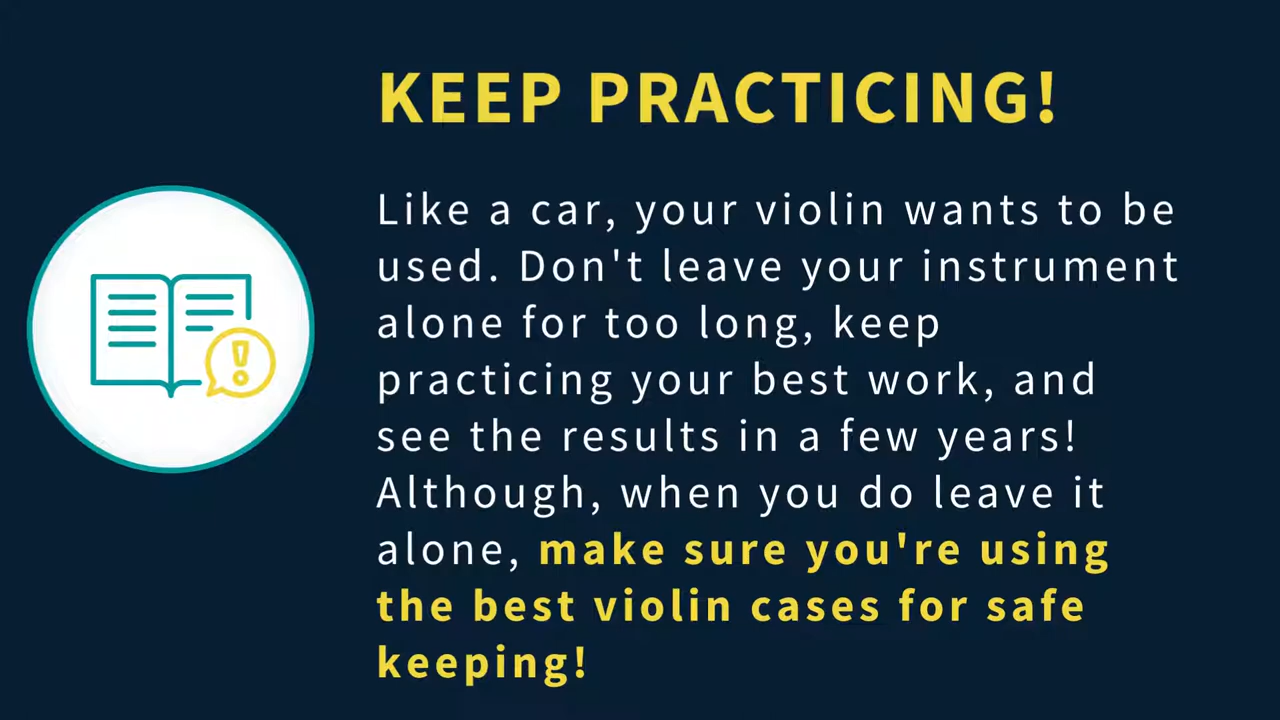 KEEP PRACTICING!
Like a car, your violin wants to be
used. Don't leave your instrument
alone for too long, keep
practicing your best work, and
see the results in a few years!
Although, when you do leave it
alone, make sure you're using
the best violin cases for safe
keeping!